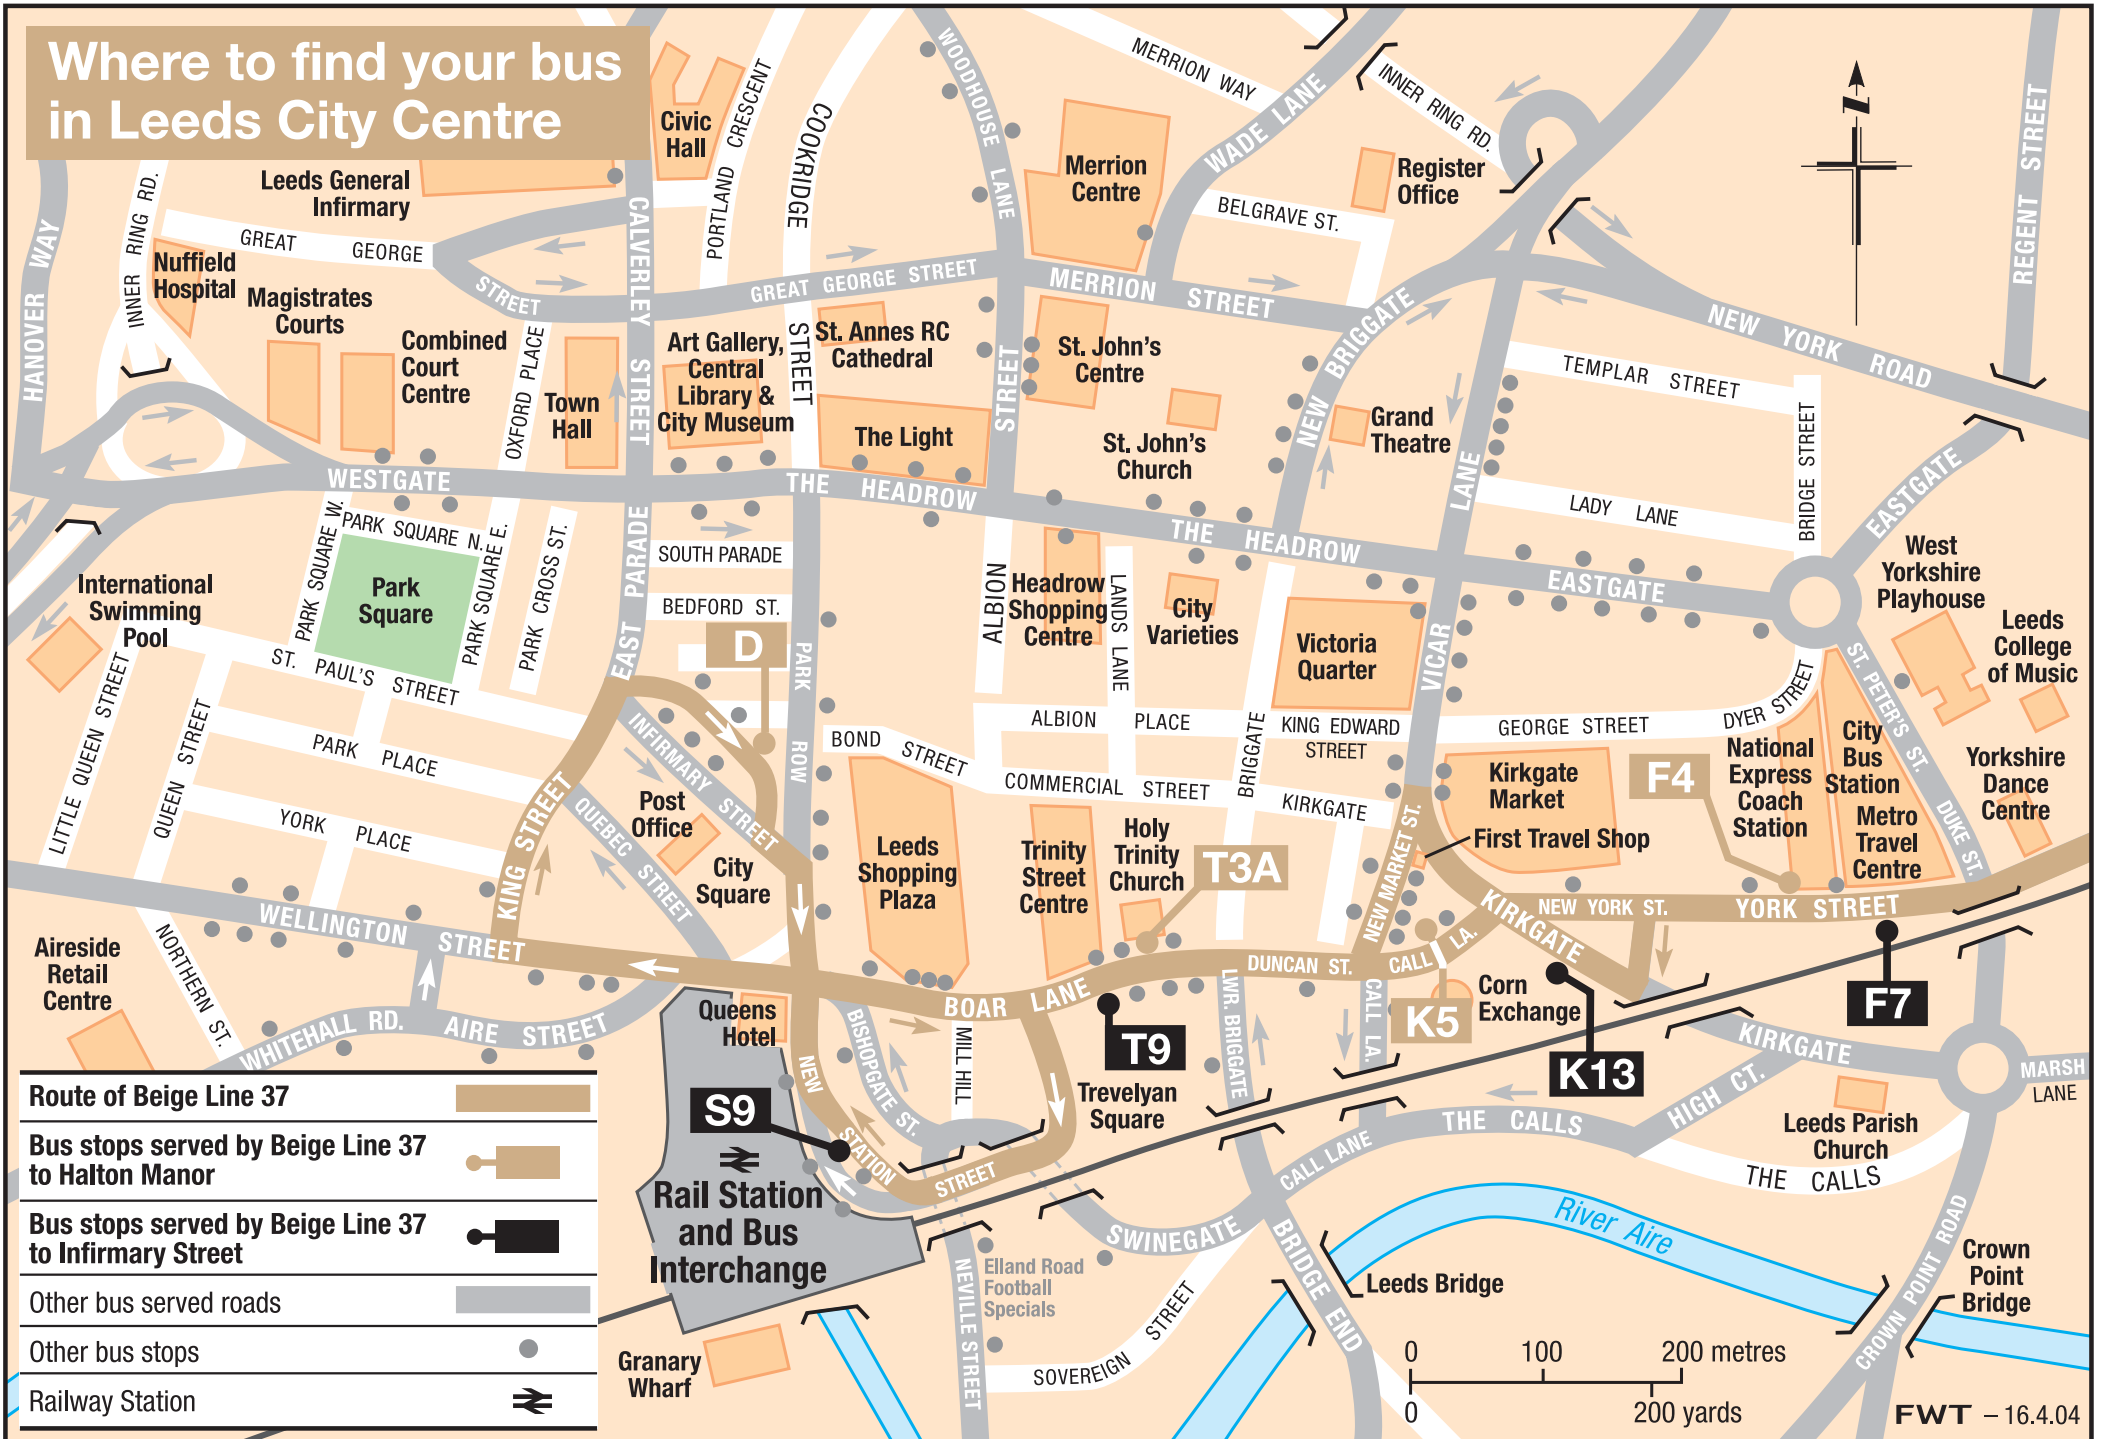 Where to find your bus
in Leeds City Centre
HANOVER WAY
INNER RING RD.
Leeds General
Infirmary
Civic
Hall
PORTLAND CRESCENT
COOKRIDGE
STREET
WOODHOUSE LANE
MERRION WAY
WADE LANE
INNER RING RD.
Merrion
Centre
Register
Office
BELGRAVE ST.
n
REGENT STREET
GREAT GEORGE
STREET
Nuffield
Hospital
Magistrates
Courts
Combined
Court
Centre
OXFORD PLACE
Town
Hall
CALVERLEY STREET
GREAT GEORGE STREET
MERRION STREET
Art Gallery,
Central
Library &
City Museum
St. Annes RC
Cathedral
The Light
STREET
St. John's
Centre
St. John's
Church
NEW BRIGGATE
Grand
Theatre
NEW YORK ROAD
TEMPLAR STREET
BRIDGE STREET
LADY LANE
EASTGATE
VICAR LANE
WESTGATE
THE HEADROW
THE HEADROW
EASTGATE
PARK SQUARE W.
PARK SQUARE N.
PARK SQUARE E.
PARK CROSS ST.
Park
Square
EAST PARADE
SOUTH PARADE
BEDFORD ST.
D
PARK ROW
International
Swimming
Pool
ST. PAUL'S STREET
LITTLE QUEEN STREET
QUEEN STREET
PARK PLACE
YORK PLACE
ALBION
Headrow
Shopping
Centre
LANDS LANE
City
Varieties
Victoria
Quarter
West
Yorkshire
Playhouse
Leeds
College
of Music
ST. PETER'S ST.
DUKE ST.
ALBION PLACE
BRIGGATE
KING EDWARD
STREET
GEORGE STREET
DYER STREET
BOND STREET
COMMERCIAL STREET
KIRKGATE
National
Express
Coach
Station
City
Bus
Station
Metro
Travel
Centre
Yorkshire
Dance
Centre
F4
Kirkgate
Market
First Travel Shop
KING STREET
INFIRMARY STREET
QUEBEC STREET
Post
Office
City
Square
Leeds
Shopping
Plaza
Trinity
Street
Centre
Holy
Trinity
Church
T3A
NEW MARKET ST.
KIRKGATE
NEW YORK ST.
YORK STREET
WELLINGTON STREET
Aireside
Retail
Centre
NORTHERN ST.
WHITEHALL RD.
AIRE STREET
Queens
Hotel
BOAR LANE
DUNCAN ST.
CALL LA.
CALL LA.
LWR. BRIGGATE
K5
Corn
Exchange
K13
F7
T9
Trevelyan
Square
BISHOPGATE ST.
MILL HILL
NEW
STATION
STREET
S9
Rail Station
and Bus
Interchange
KIRKGATE
HIGH CT.
MARSH
LANE
Leeds Parish
Church
THE CALLS
THE CALLS
CALL LANE
SWINEGATE
BRIDGE END
NEVILLE STREET
Elland Road
Football
Specials
SOVEREIGN STREET
Granary
Wharf
Leeds Bridge
River Aire
CROWN POINT ROAD
Crown
Point
Bridge
Route of Beige Line 37
Bus stops served by Beige Line 37
to Halton Manor
Bus stops served by Beige Line 37
to Infirmary Street
Other bus served roads
Other bus stops
Railway Station
0 100 200 metres
0 200 yards
FWT – 16.4.04